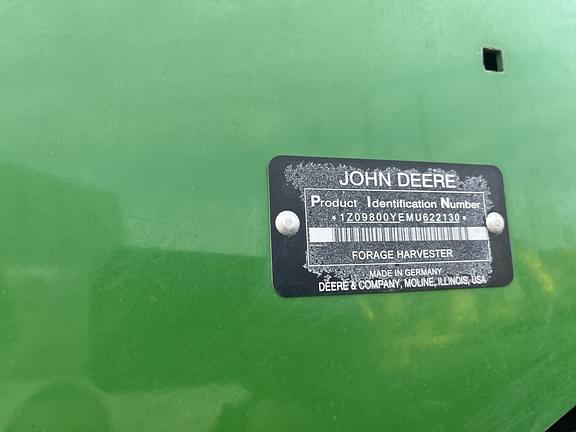 JOHN DEERE
Product Identification Number
*1Z09800YEMU622130*
FORAGE HARVESTER
MADE IN GERMANY
DEERE & COMPANY, MOLINE, ILLINOIS, USA